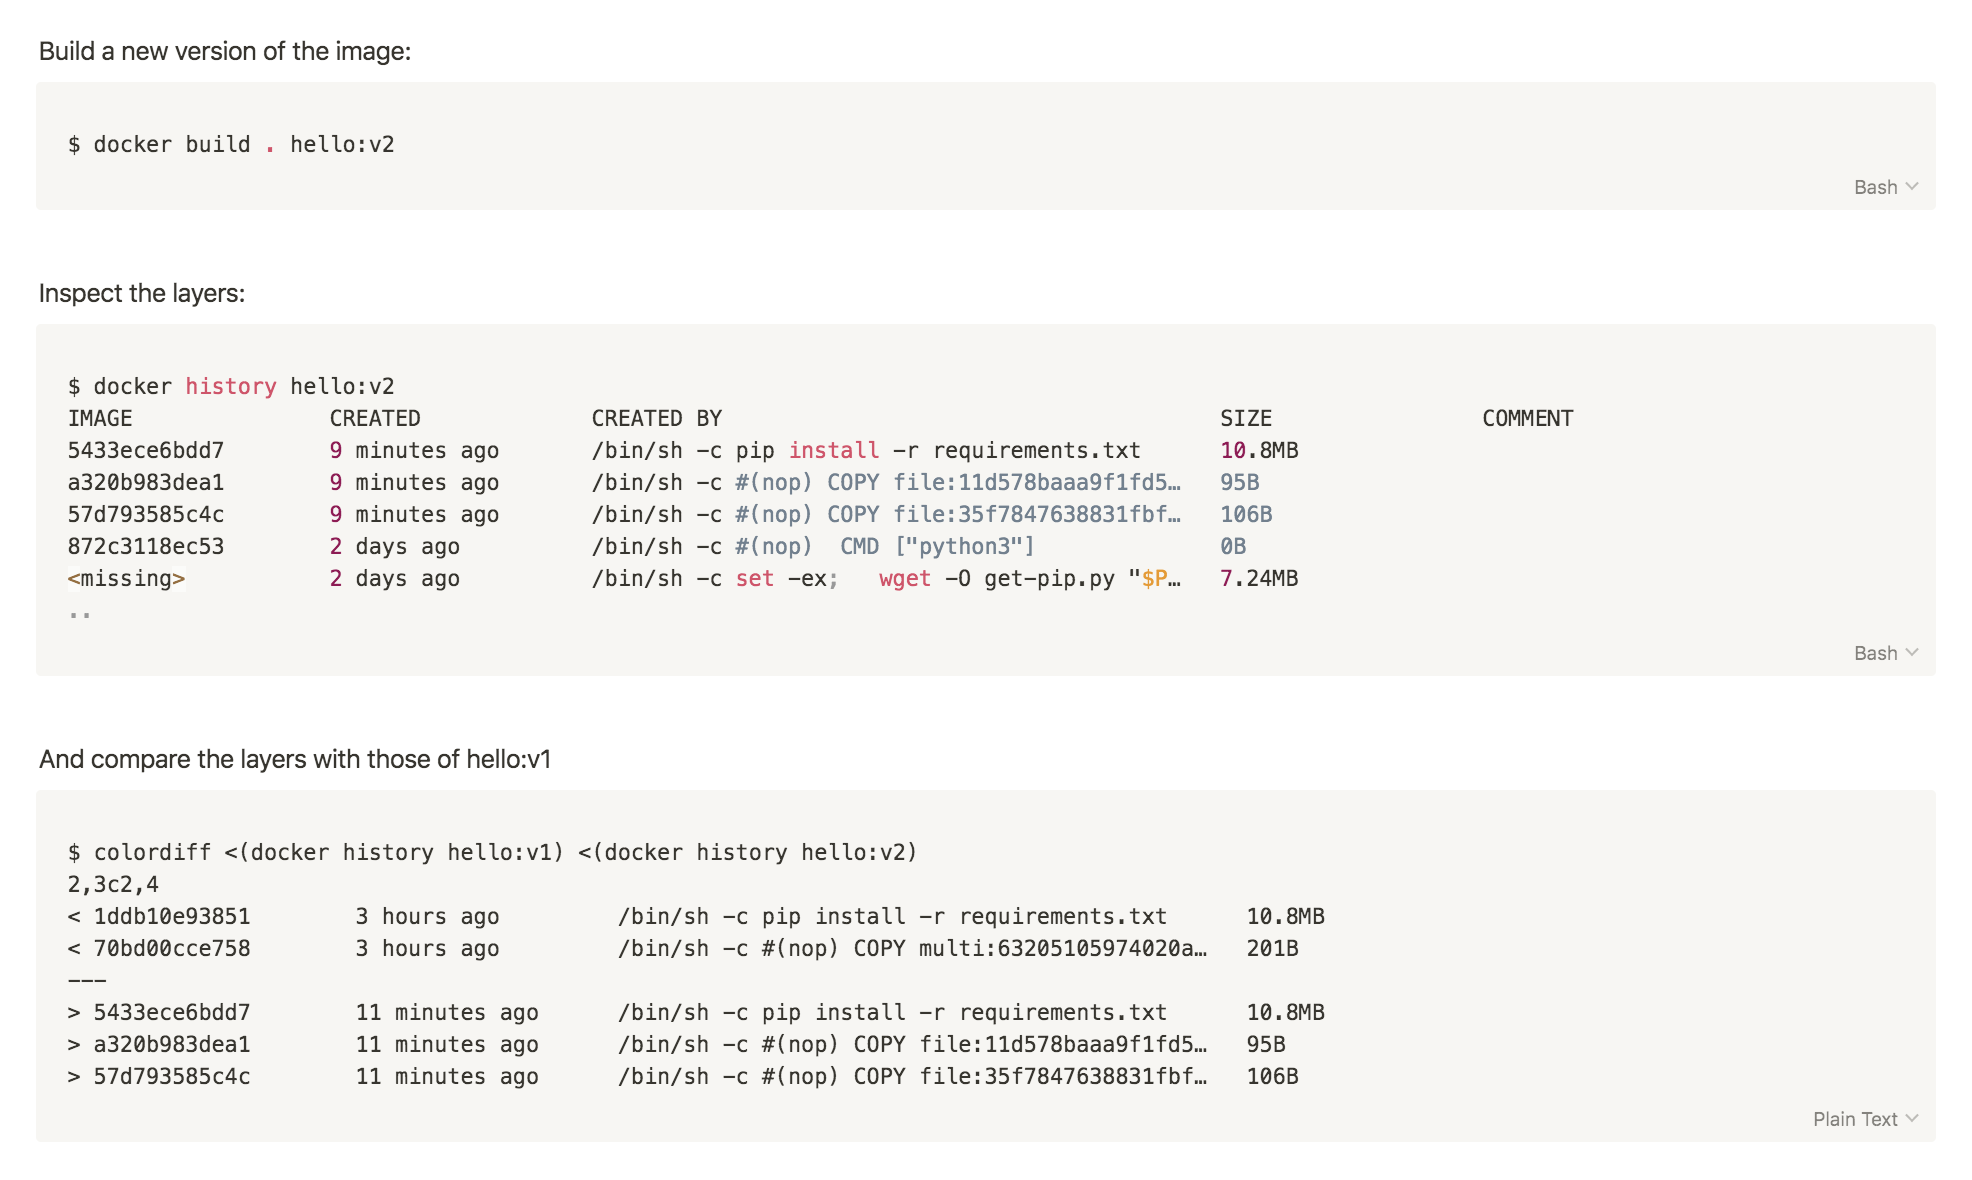 Build a new version of the image:
$ docker build . hello:v2
Bash
Inspect the layers:
$ docker history hello:v2
IMAGE               CREATED             CREATED BY                                      SIZE                COMMENT
5433ece6bdd7        9 minutes ago       /bin/sh -c pip install -r requirements.txt      10.8MB
a320b983dea1        9 minutes ago       /bin/sh -c #(nop) COPY file:11d578baaa9f1fd5…   95B
57d793585c4c        9 minutes ago       /bin/sh -c #(nop) COPY file:35f7847638831fbf…   106B
872c3118ec53        2 days ago          /bin/sh -c #(nop)  CMD ["python3"]              0B
<missing>           2 days ago          /bin/sh -c set -ex;   wget -O get-pip.py "$P…   7.24MB
..
Bash
And compare the layers with those of hello:v1
$ colordiff <(docker history hello:v1) <(docker history hello:v2)
2,3c2,4
< 1ddb10e93851        3 hours ago         /bin/sh -c pip install -r requirements.txt      10.8MB
< 70bd00cce758        3 hours ago         /bin/sh -c #(nop) COPY multi:63205105974020a…   201B
---
> 5433ece6bdd7        11 minutes ago      /bin/sh -c pip install -r requirements.txt      10.8MB
> a320b983dea1        11 minutes ago      /bin/sh -c #(nop) COPY file:11d578baaa9f1fd5…   95B
> 57d793585c4c        11 minutes ago      /bin/sh -c #(nop) COPY file:35f7847638831fbf…   106B
Plain Text